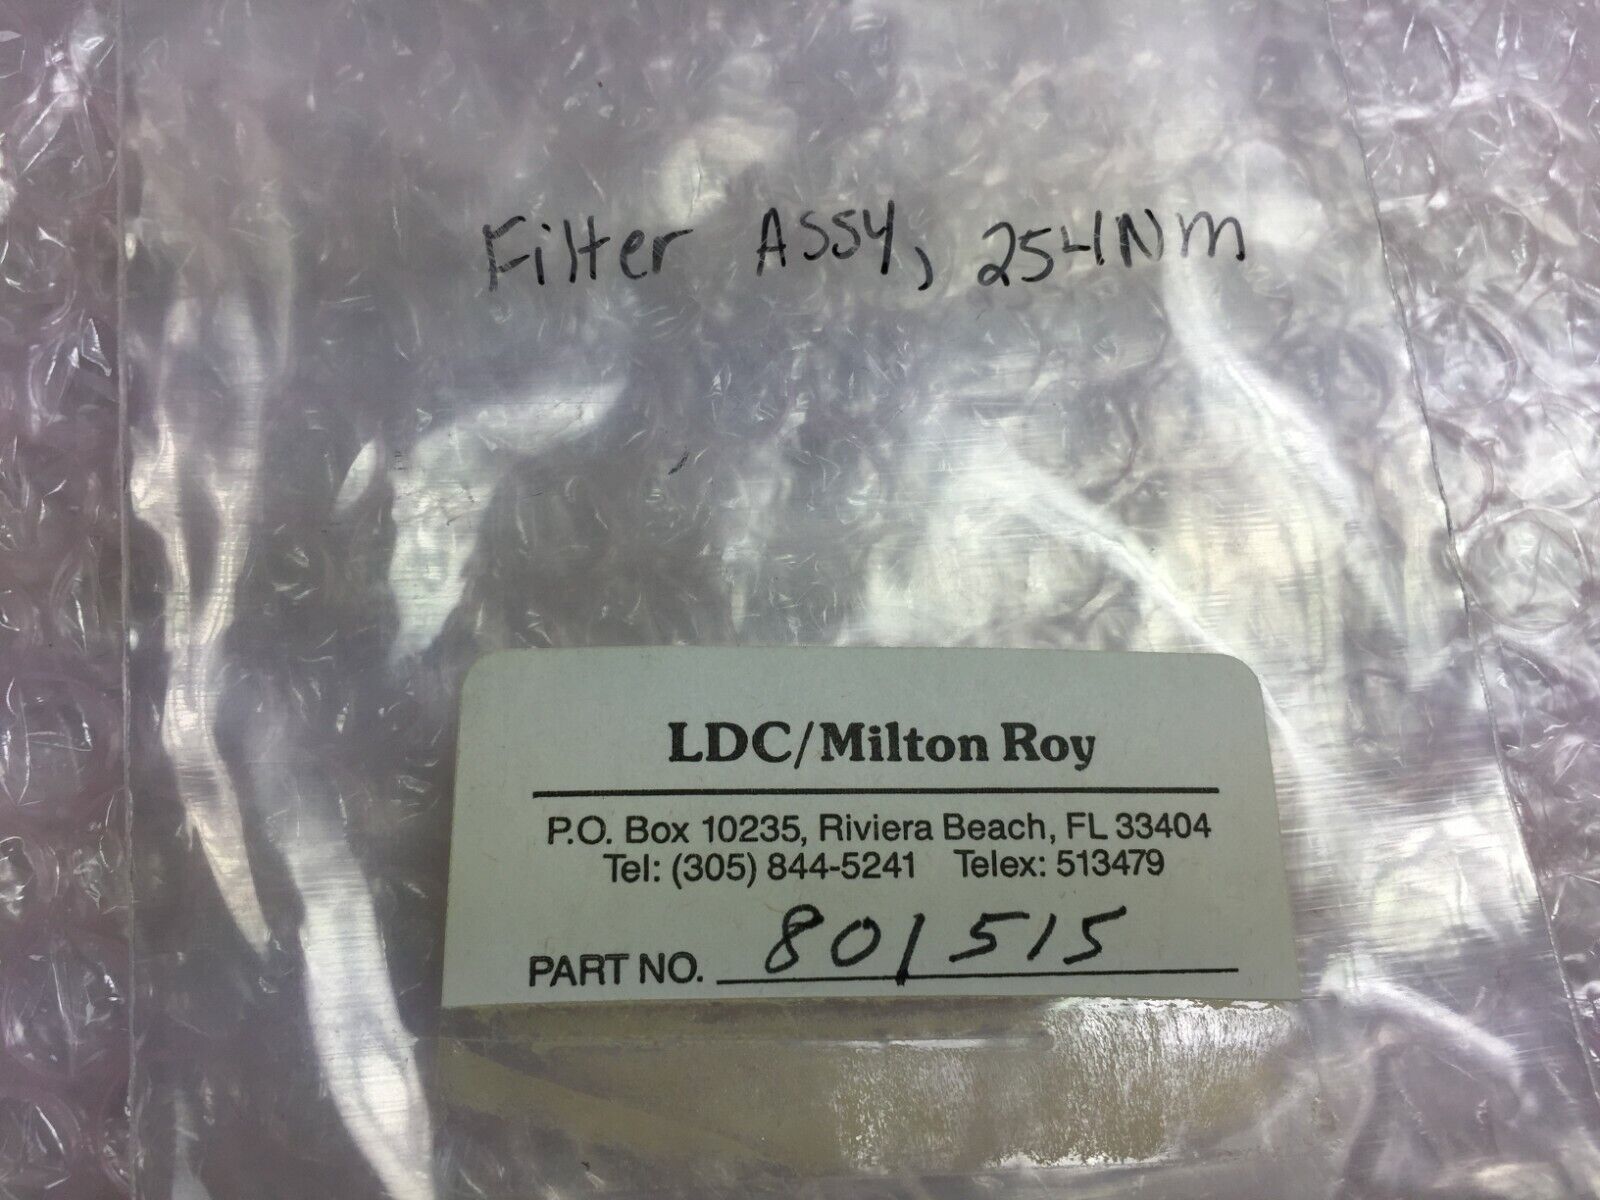 Filter ASSY, 254Nm
LDC/Milton Roy
P.O. Box 10235, Riviera Beach, FL 33404
Tel: (305) 844-5241 Telex: 513479
PART NO. 801515